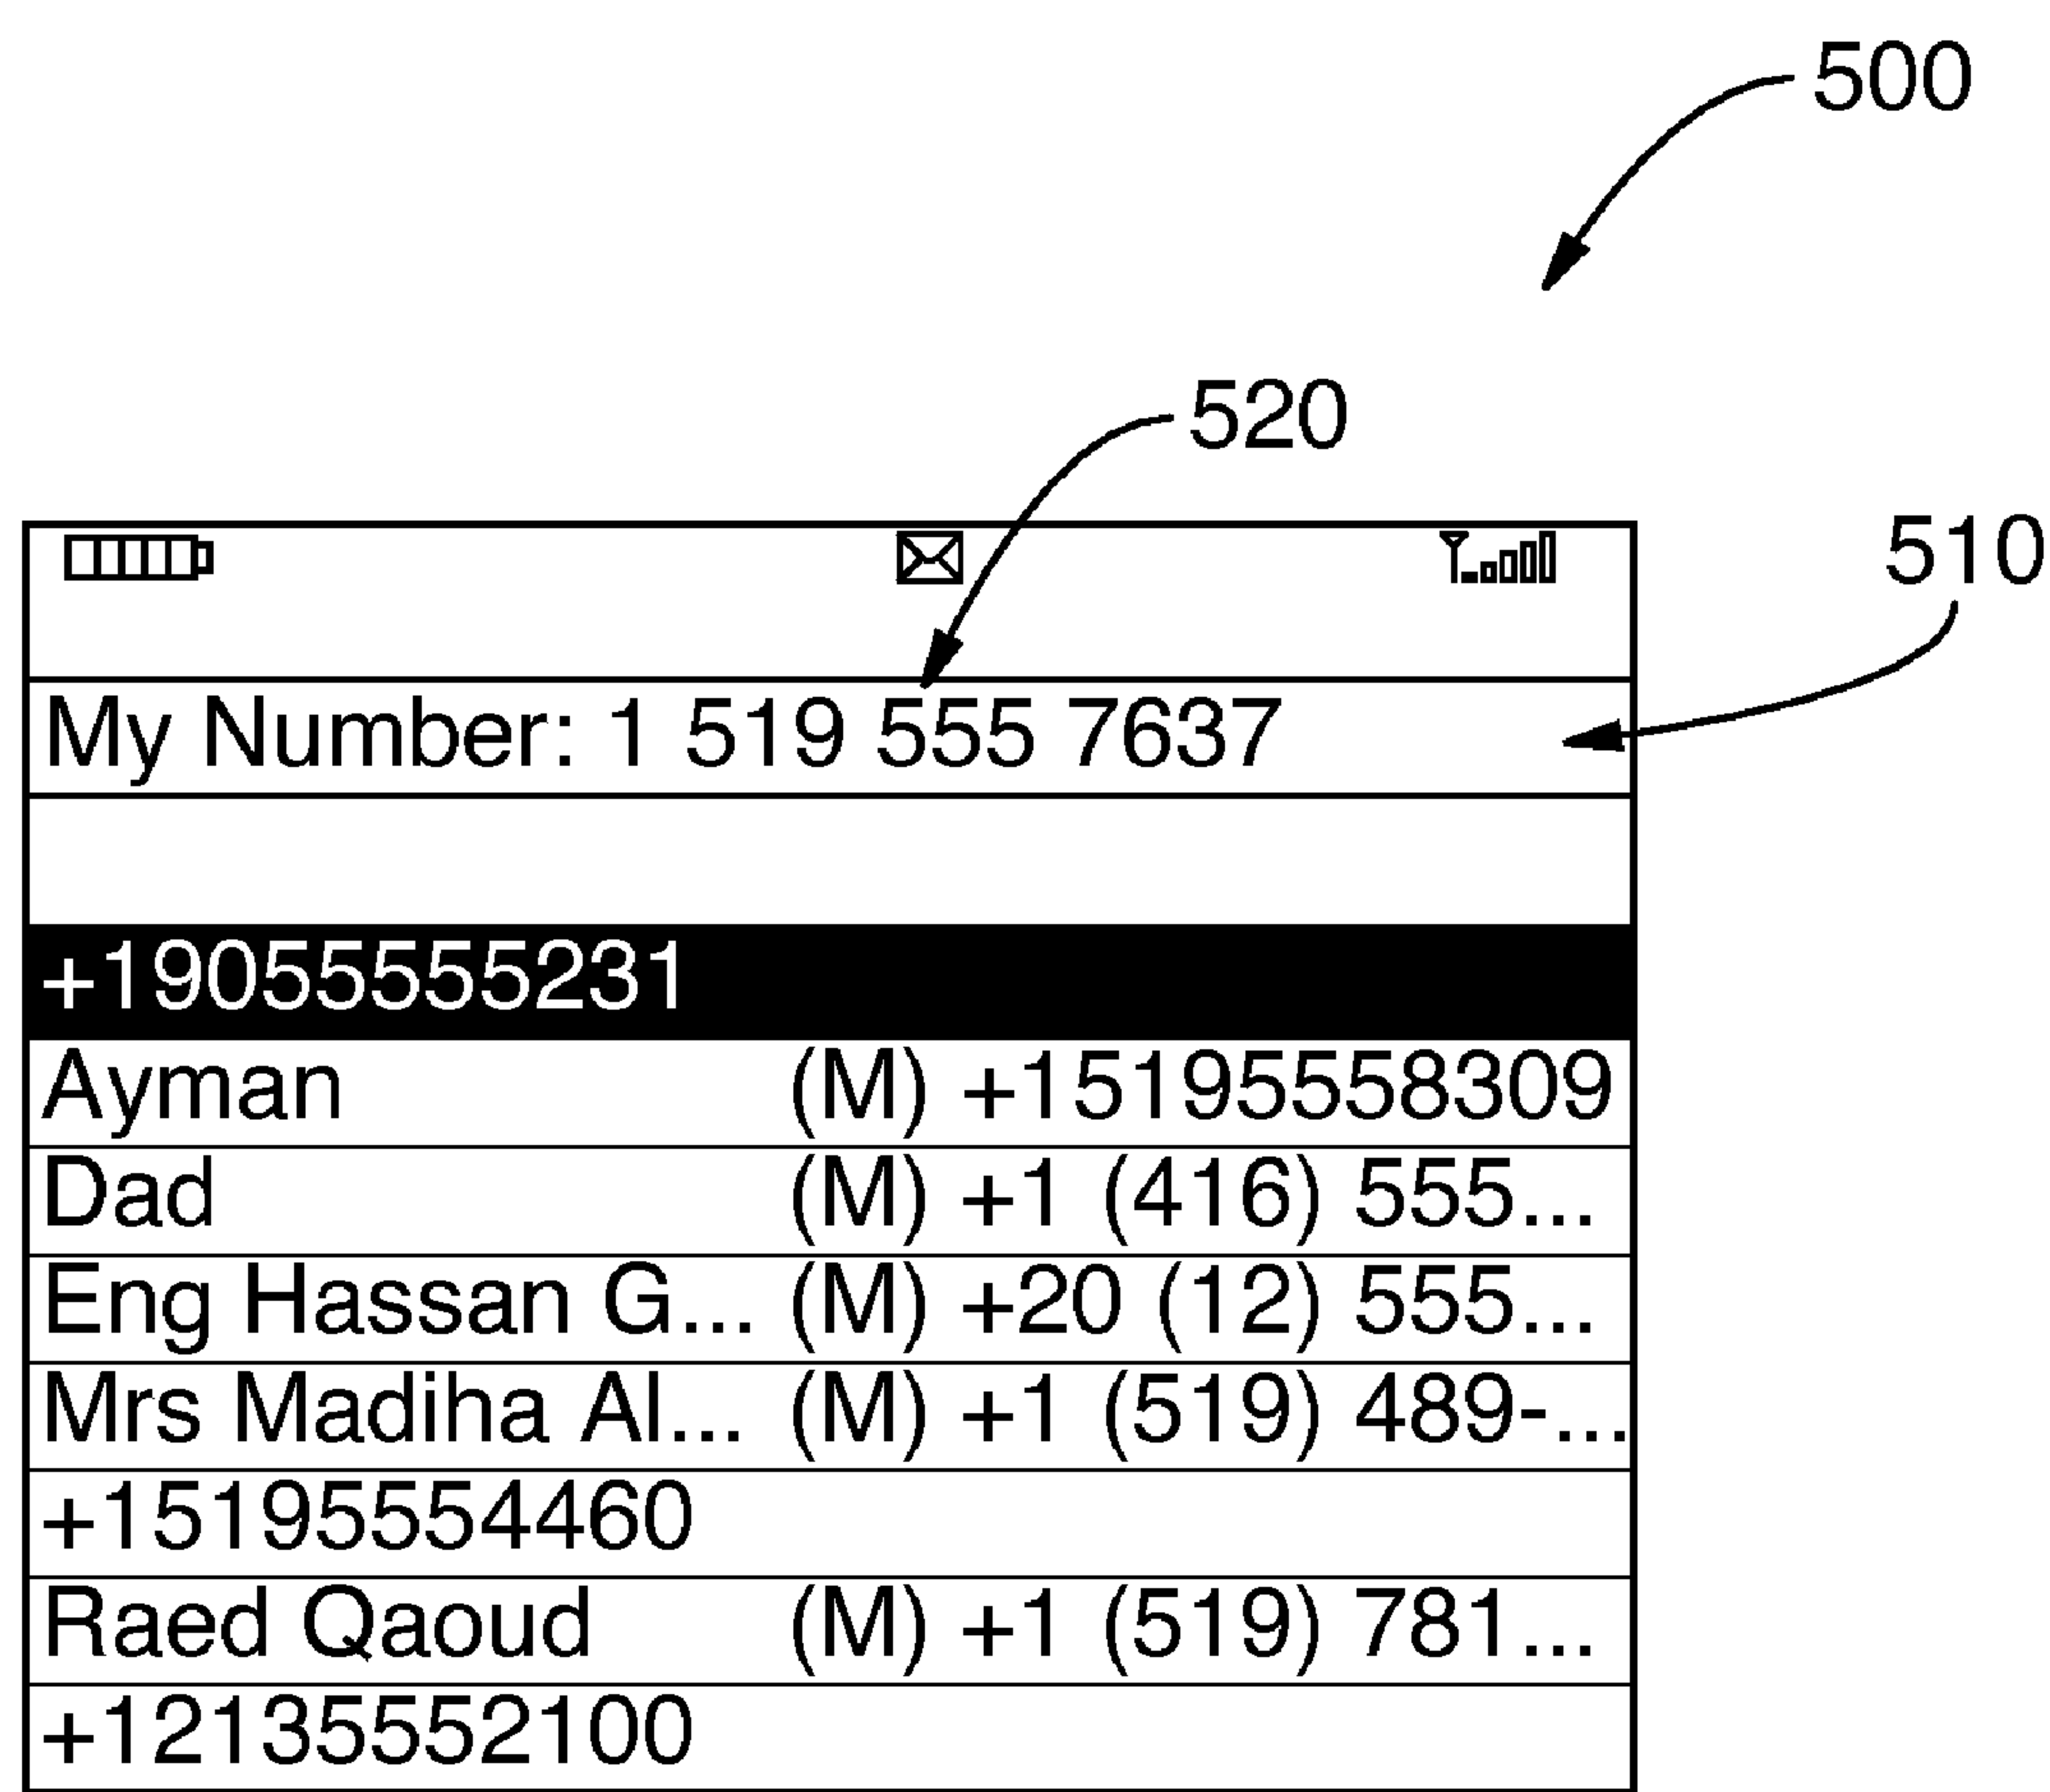 500
520
510
My Number: 1 519 555 7637
+19055555231
Ayman (M) +15195558309
Dad (M) +1 (416) 555...
Eng Hassan G... (M) +20 (12) 555...
Mrs Madiha Al... (M) +1 (519) 489-...
+15195554460
Raed Qaoud (M) +1 (519) 781...
+12135552100